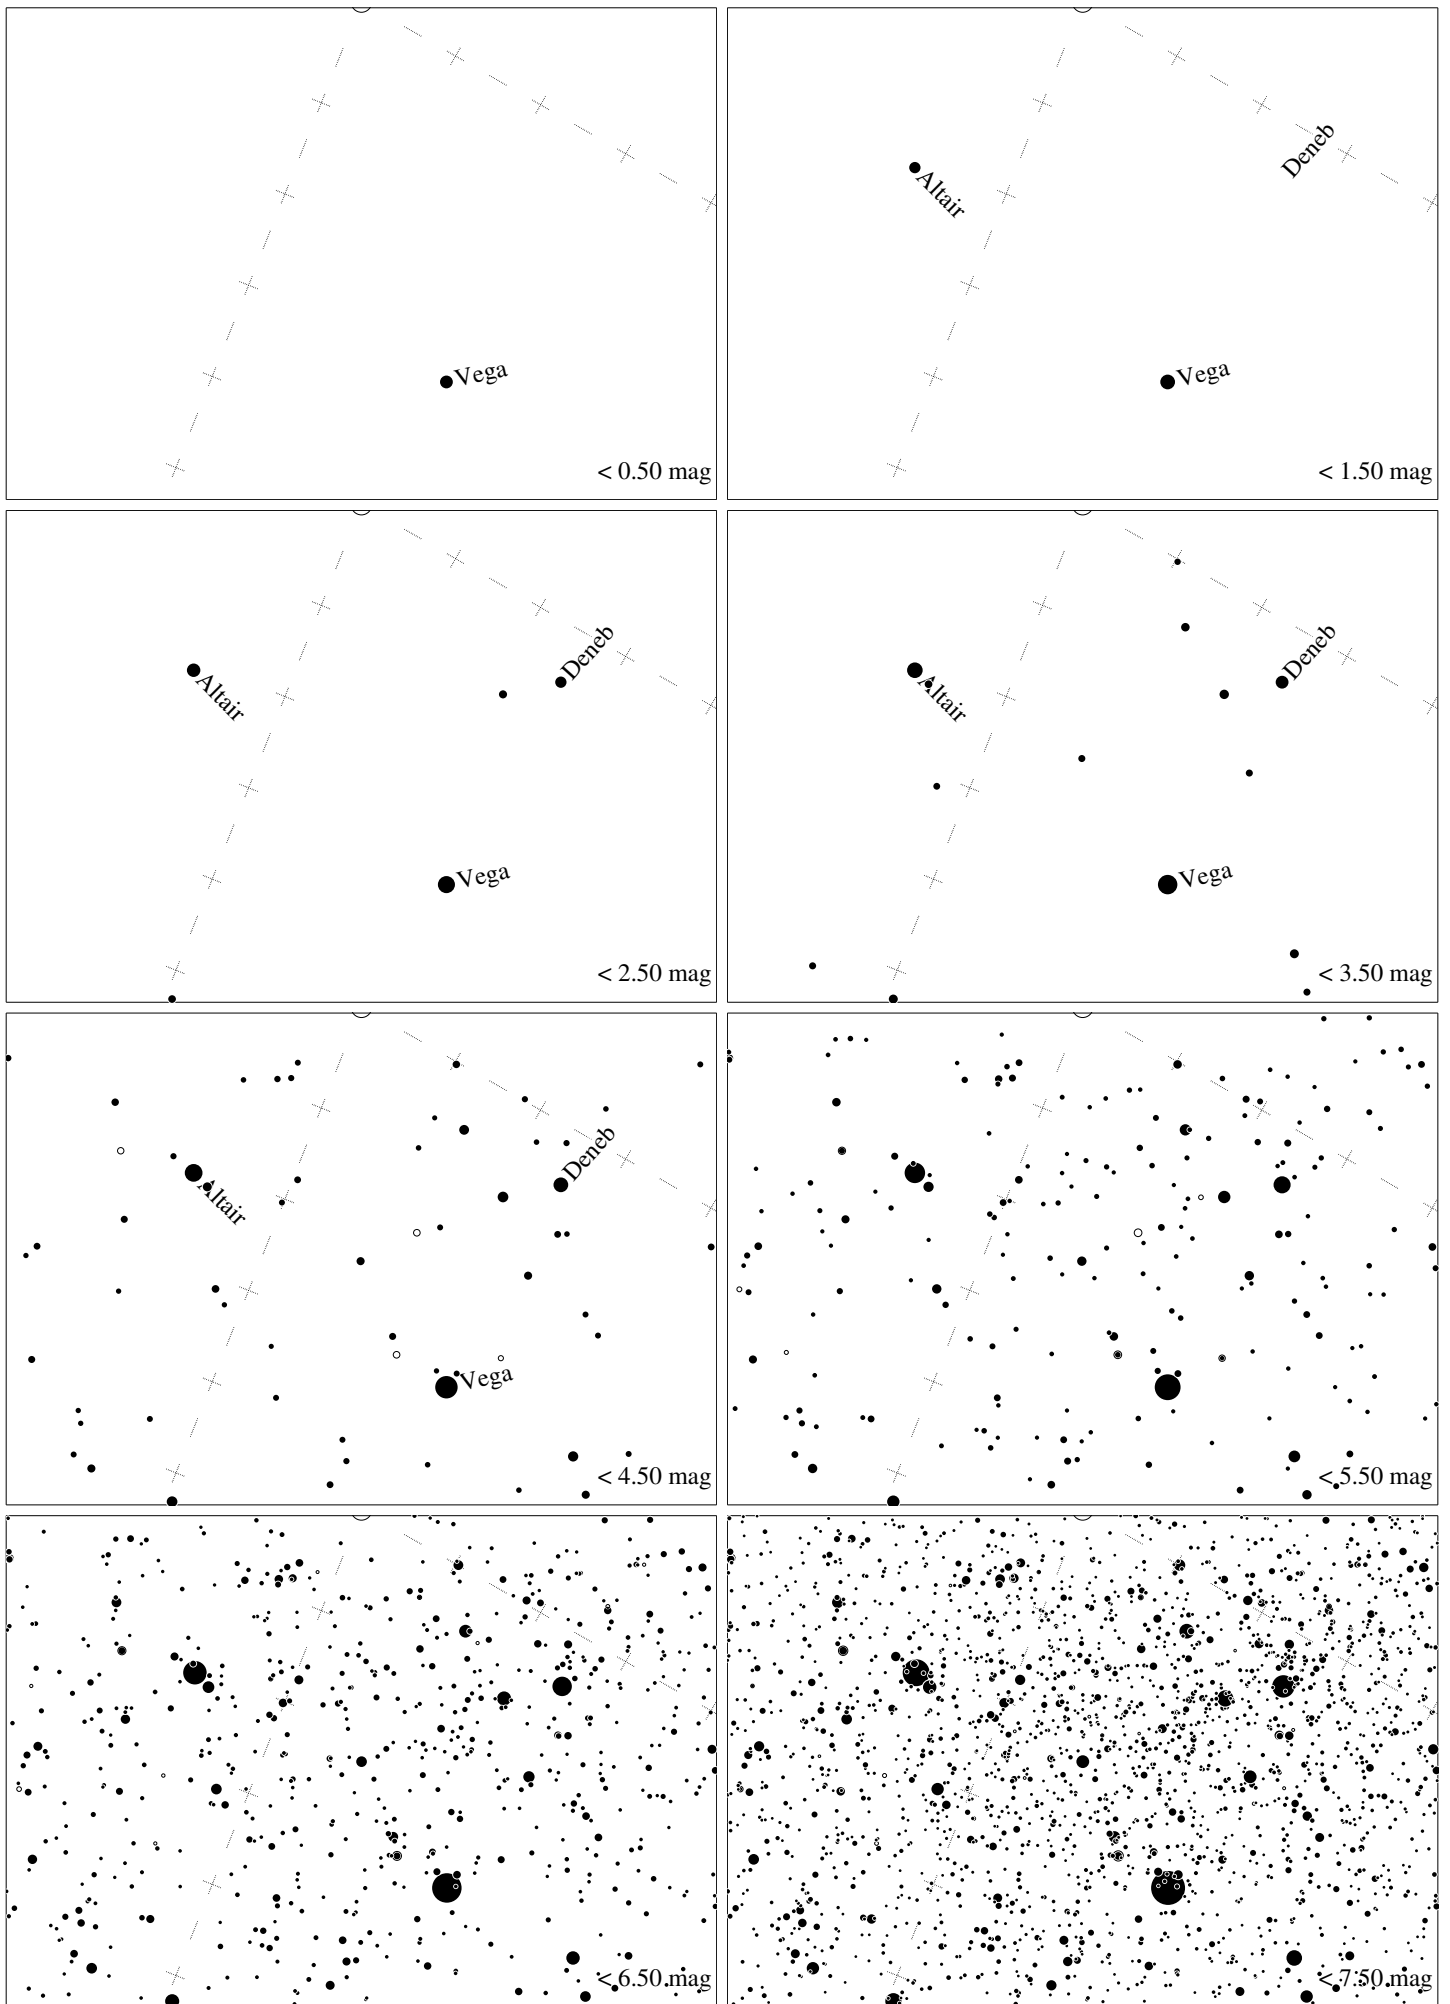 Vega
< 0.50 mag
Deneb
Altair
Vega
< 1.50 mag
Deneb
Altair
Vega
< 2.50 mag
Deneb
Altair
Vega
< 3.50 mag
Deneb
Altair
Vega
< 4.50 mag
< 5.50 mag
< 6.50 mag
< 7.50 mag